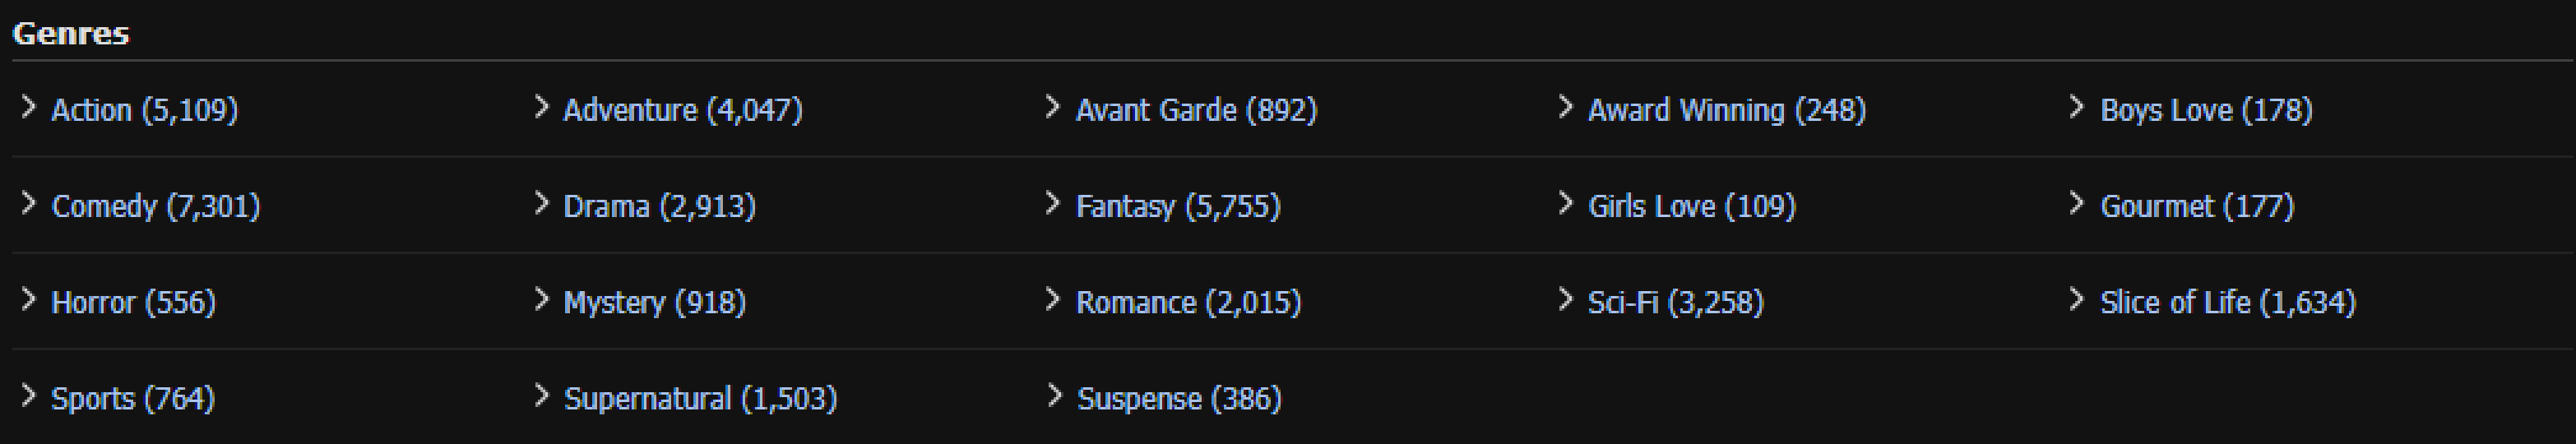 Genres
Action (5,109) Adventure (4,047) Avant Garde (892) Award Winning (248) Boys Love (178)
Comedy (7,301) Drama (2,913) Fantasy (5,755) Girls Love (109) Gourmet (177)
Horror (556) Mystery (918) Romance (2,015) Sci-Fi (3,258) Slice of Life (1,634)
Sports (764) Supernatural (1,503) Suspense (386)